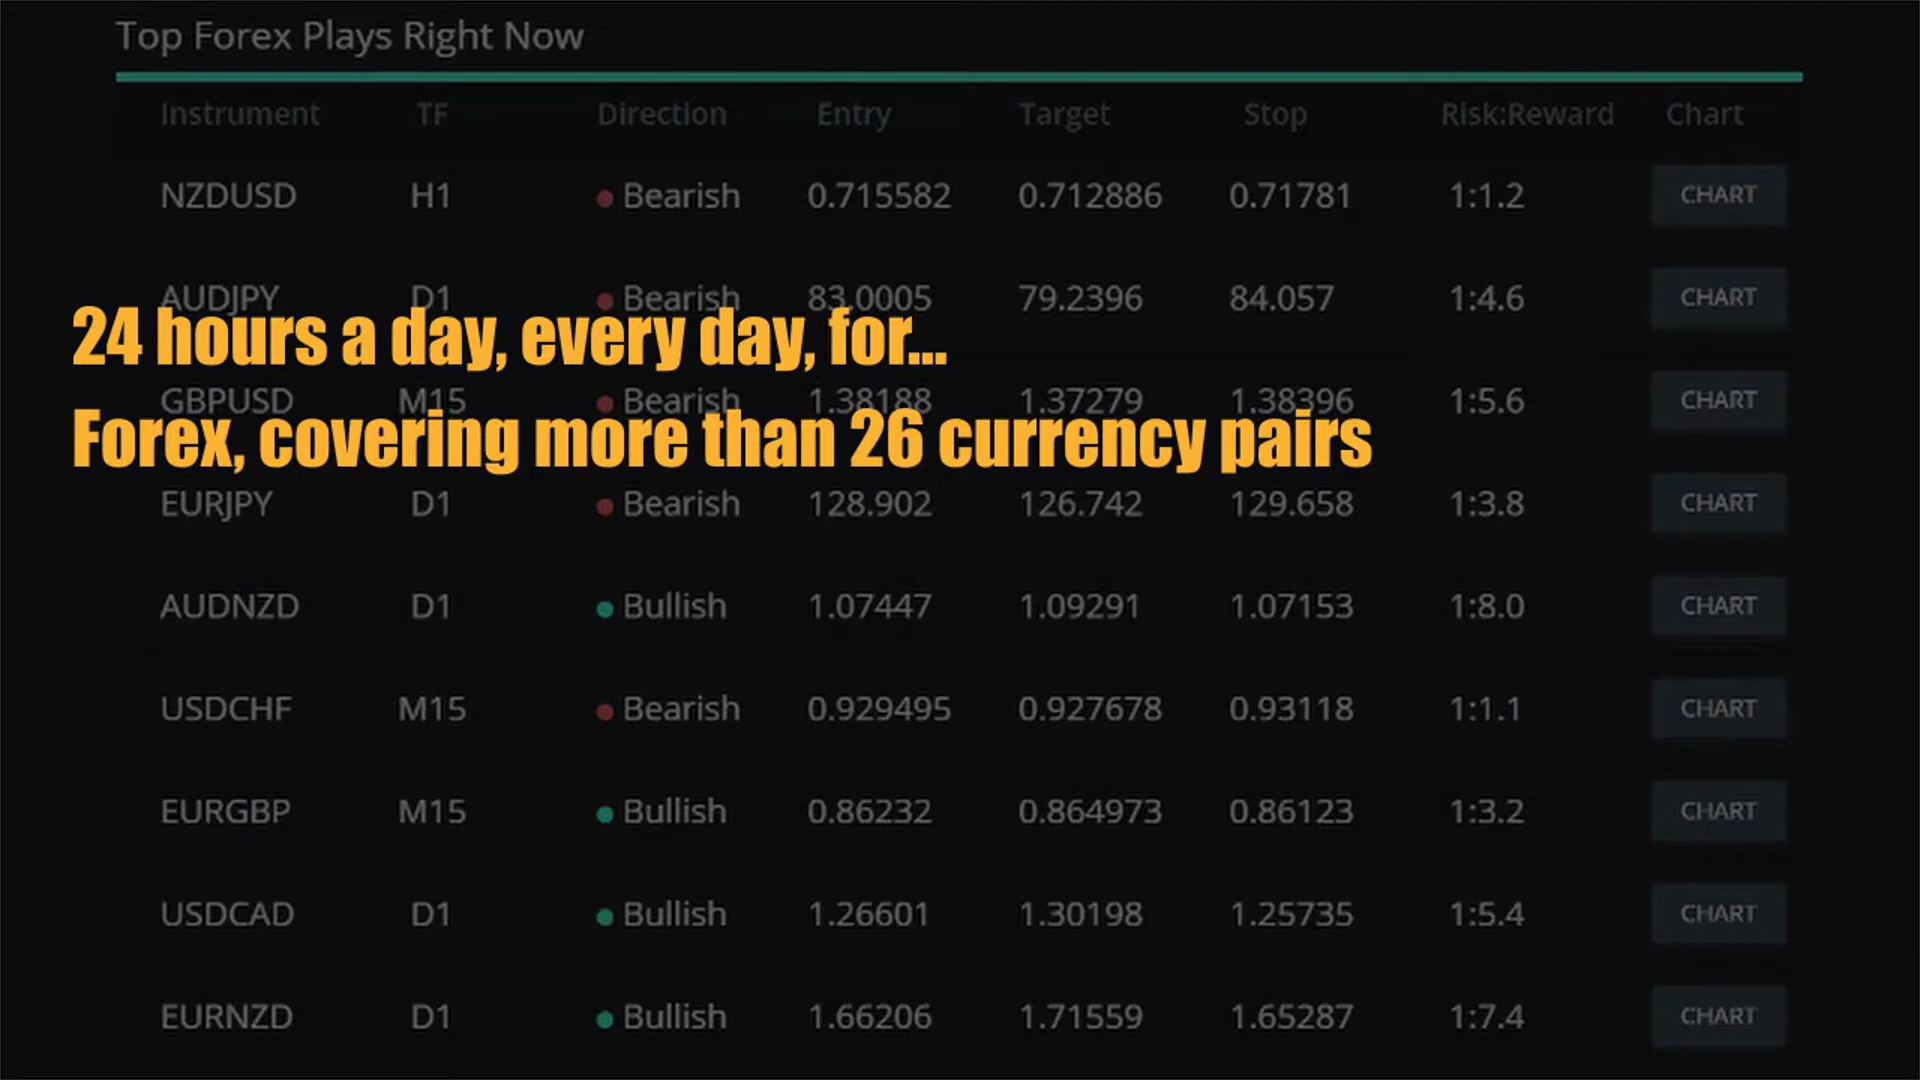 Top Forex Plays Right Now
Instrument TF Direction Entry Target Stop Risk:Reward Chart
NZDUSD H1 Bearish 0.715582 0.712886 0.71781 1:1.2 CHART
AUDJPY D1 Bearish 83.0005 79.2396 84.057 1:4.6 CHART
24 hours a day, every day, for...
GBPUSD M15 Bearish 1.38188 1.37279 1.38396 1:5.6 CHART
Forex, covering more than 26 currency pairs
EURJPY D1 Bearish 128.902 126.742 129.658 1:3.8 CHART
AUDNZD D1 Bullish 1.07447 1.09291 1.07153 1:8.0 CHART
USDCHF M15 Bearish 0.929495 0.927678 0.93118 1:1.1 CHART
EURGBP M15 Bullish 0.86232 0.864973 0.86123 1:3.2 CHART
USDCAD D1 Bullish 1.26601 1.30198 1.25735 1:5.4 CHART
EURNZD D1 Bullish 1.66206 1.71559 1.65287 1:7.4 CHART